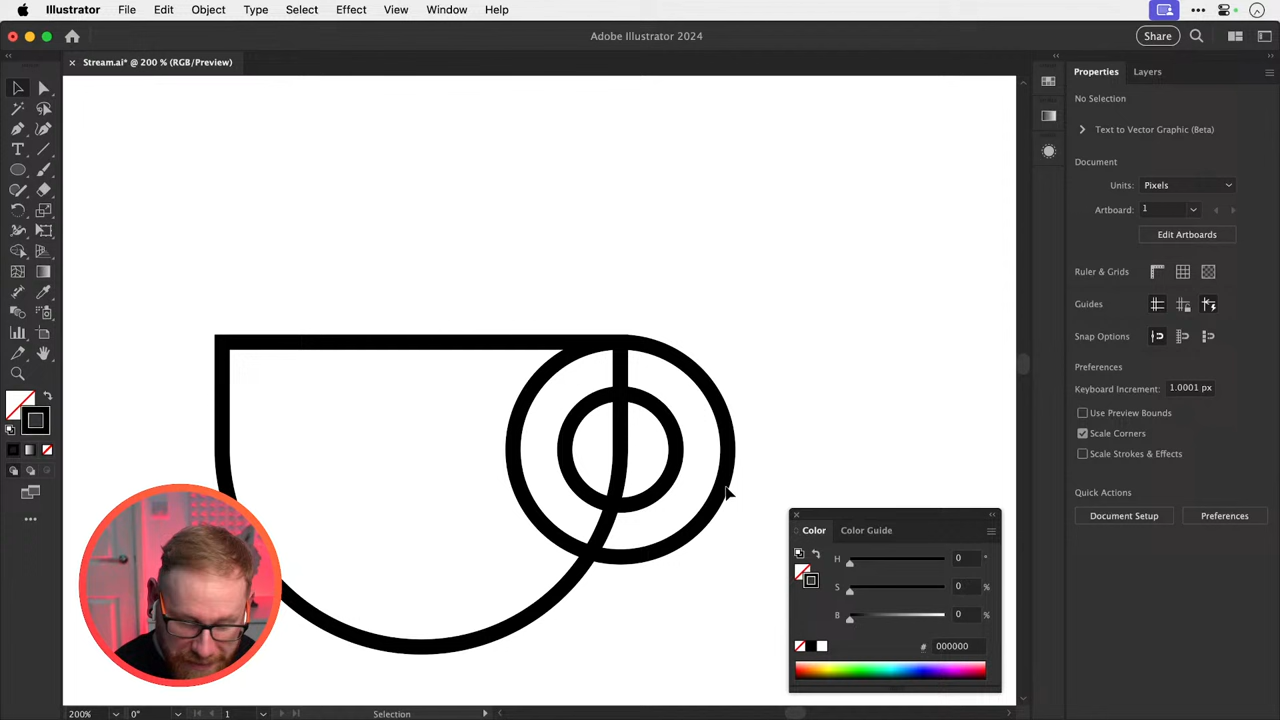 Illustrator File Edit Object Type Select Effect View Window Help
Adobe Illustrator 2024
Share
Stream.ai* @ 200 % (RGB/Preview)
Properties Layers
No Selection
Text to Vector Graphic (Beta)
Document
Units: Pixels
Artboard: 1
Edit Artboards
Ruler & Grids
Guides
Snap Options
Preferences
Keyboard Increment: 1.0001 px
Use Preview Bounds
Scale Corners
Scale Strokes & Effects
Quick Actions
Document Setup Preferences
Color Color Guide
H 0 °
S 0 %
B 0 %
# 000000
200% 0° 1 Selection